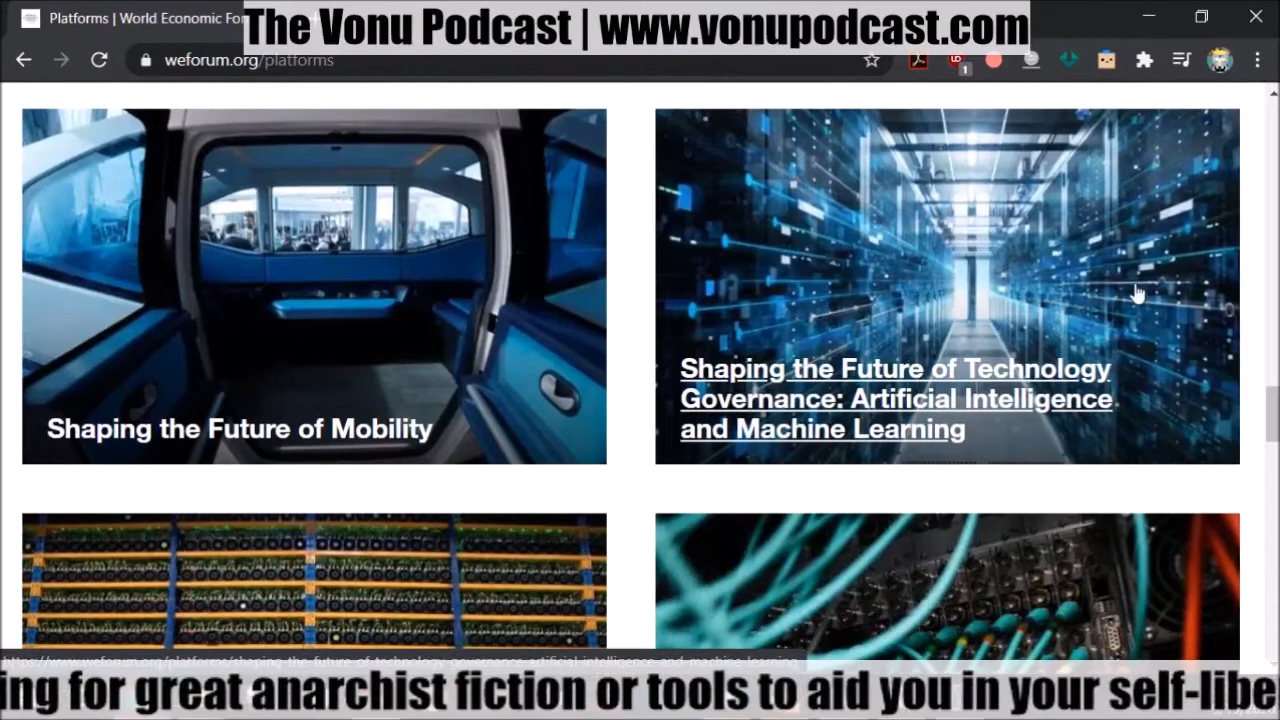 The Vonu Podcast | www.vonupodcast.com
Platforms | World Economic For
weforum.org/platforms
1
Shaping the Future of Mobility
Shaping the Future of Technology
Governance: Artificial Intelligence
and Machine Learning
https://www.weforum.org/platforms/shaping-the-future-of-technology-governance-artificial-intelligence-and-machine-learning
ing for great anarchist fiction or tools to aid you in your self-libe